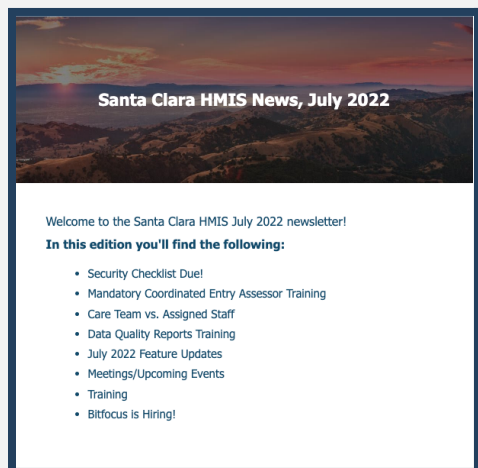 Santa Clara HMIS News, July 2022
Welcome to the Santa Clara HMIS July 2022 newsletter!
In this edition you'll find the following:
• Security Checklist Due!
• Mandatory Coordinated Entry Assessor Training
• Care Team vs. Assigned Staff
• Data Quality Reports Training
• July 2022 Feature Updates
• Meetings/Upcoming Events
• Training
• Bitfocus is Hiring!